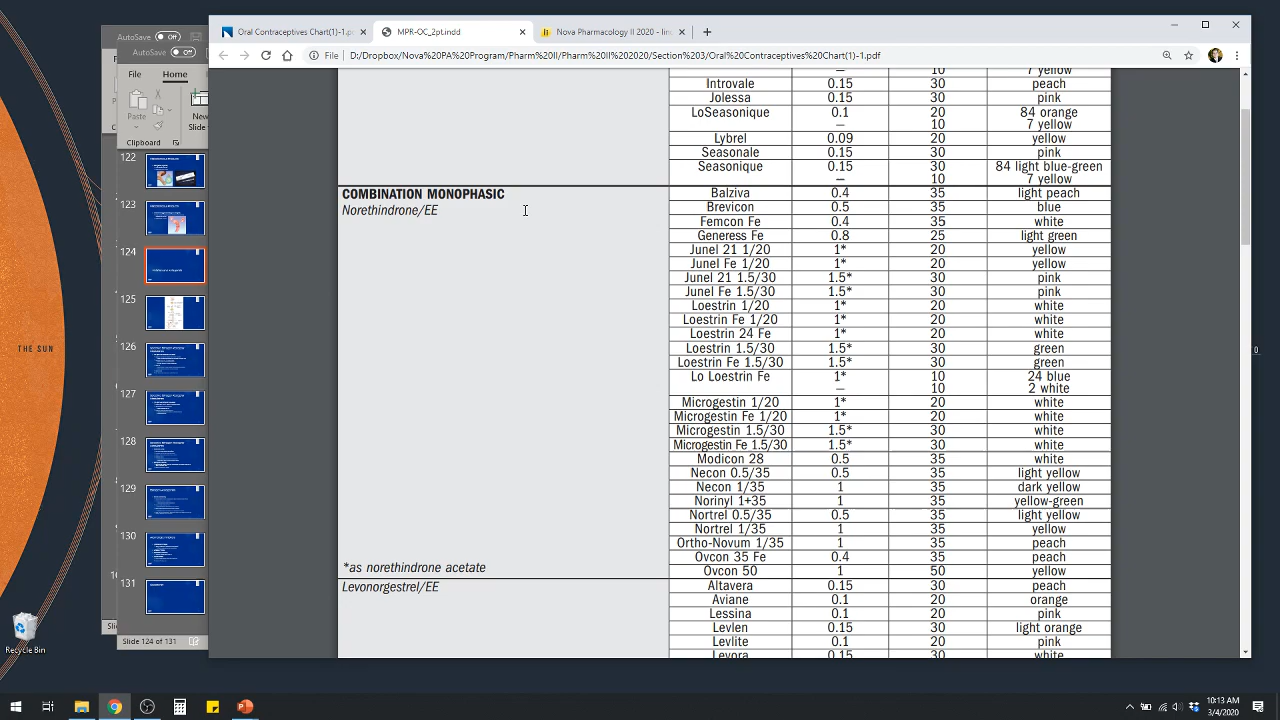 AutoSave Off
AutoSave Off
File Home
Paste
New
Clipboard
122
123
124
125
126
127
128
129
130
131
Slide 124 of 131
THE SUN
Recycle Bin
Oral Contraceptives Chart(1)-1.p
MPR-OC_2pt.indd
Nova Pharmacology II 2020 - lin
File D:/Dropbox/Nova%20PA%20Program/Pharm%20II/Pharm%20II%202020/Section%203/Oral%20Contraceptives%20Chart(1)-1.pdf
— 10 7 yellow
Introvale 0.15 30 peach
Jolessa 0.15 30 pink
LoSeasonique 0.1 20 84 orange
— 10 7 yellow
Lybrel 0.09 20 yellow
Seasonale 0.15 30 pink
Seasonique 0.15 30 84 light blue-green
— 10 7 yellow
COMBINATION MONOPHASIC Balziva 0.4 35 light peach
Norethindrone/EE Brevicon 0.5 35 blue
Femcon Fe 0.4 35 white
Generess Fe 0.8 25 light green
Junel 21 1/20 1* 20 yellow
Junel Fe 1/20 1* 20 yellow
Junel 21 1.5/30 1.5* 30 pink
Junel Fe 1.5/30 1.5* 30 pink
Loestrin 1/20 1* 20 white
Loestrin Fe 1/20 1* 20 white
Loestrin 24 Fe 1* 20 white
Loestrin 1.5/30 1.5* 30 green
Loestrin Fe 1.5/30 1.5* 30 green
Lo Loestrin Fe 1* 10 24 blue
— 10 2 white
Microgestin 1/20 1* 20 white
Microgestin Fe 1/20 1* 20 white
Microgestin 1.5/30 1.5* 30 white
Microgestin Fe 1.5/30 1.5* 30 white
Modicon 28 0.5 35 white
Necon 0.5/35 0.5 35 light yellow
Necon 1/35 1 35 dark yellow
Norinyl 1+35 1 35 yellow-green
Nortrel 0.5/35 0.5 35 light yellow
Nortrel 1/35 1 35 yellow
Ortho-Novum 1/35 1 35 peach
Ovcon 35 Fe 0.4 35 peach
*as norethindrone acetate Ovcon 50 1 50 yellow
Levonorgestrel/EE Altavera 0.15 30 peach
Aviane 0.1 20 orange
Lessina 0.1 20 pink
Levlen 0.15 30 light orange
Levlite 0.1 20 pink
Levora 0.15 30 white
10:13 AM
3/4/2020